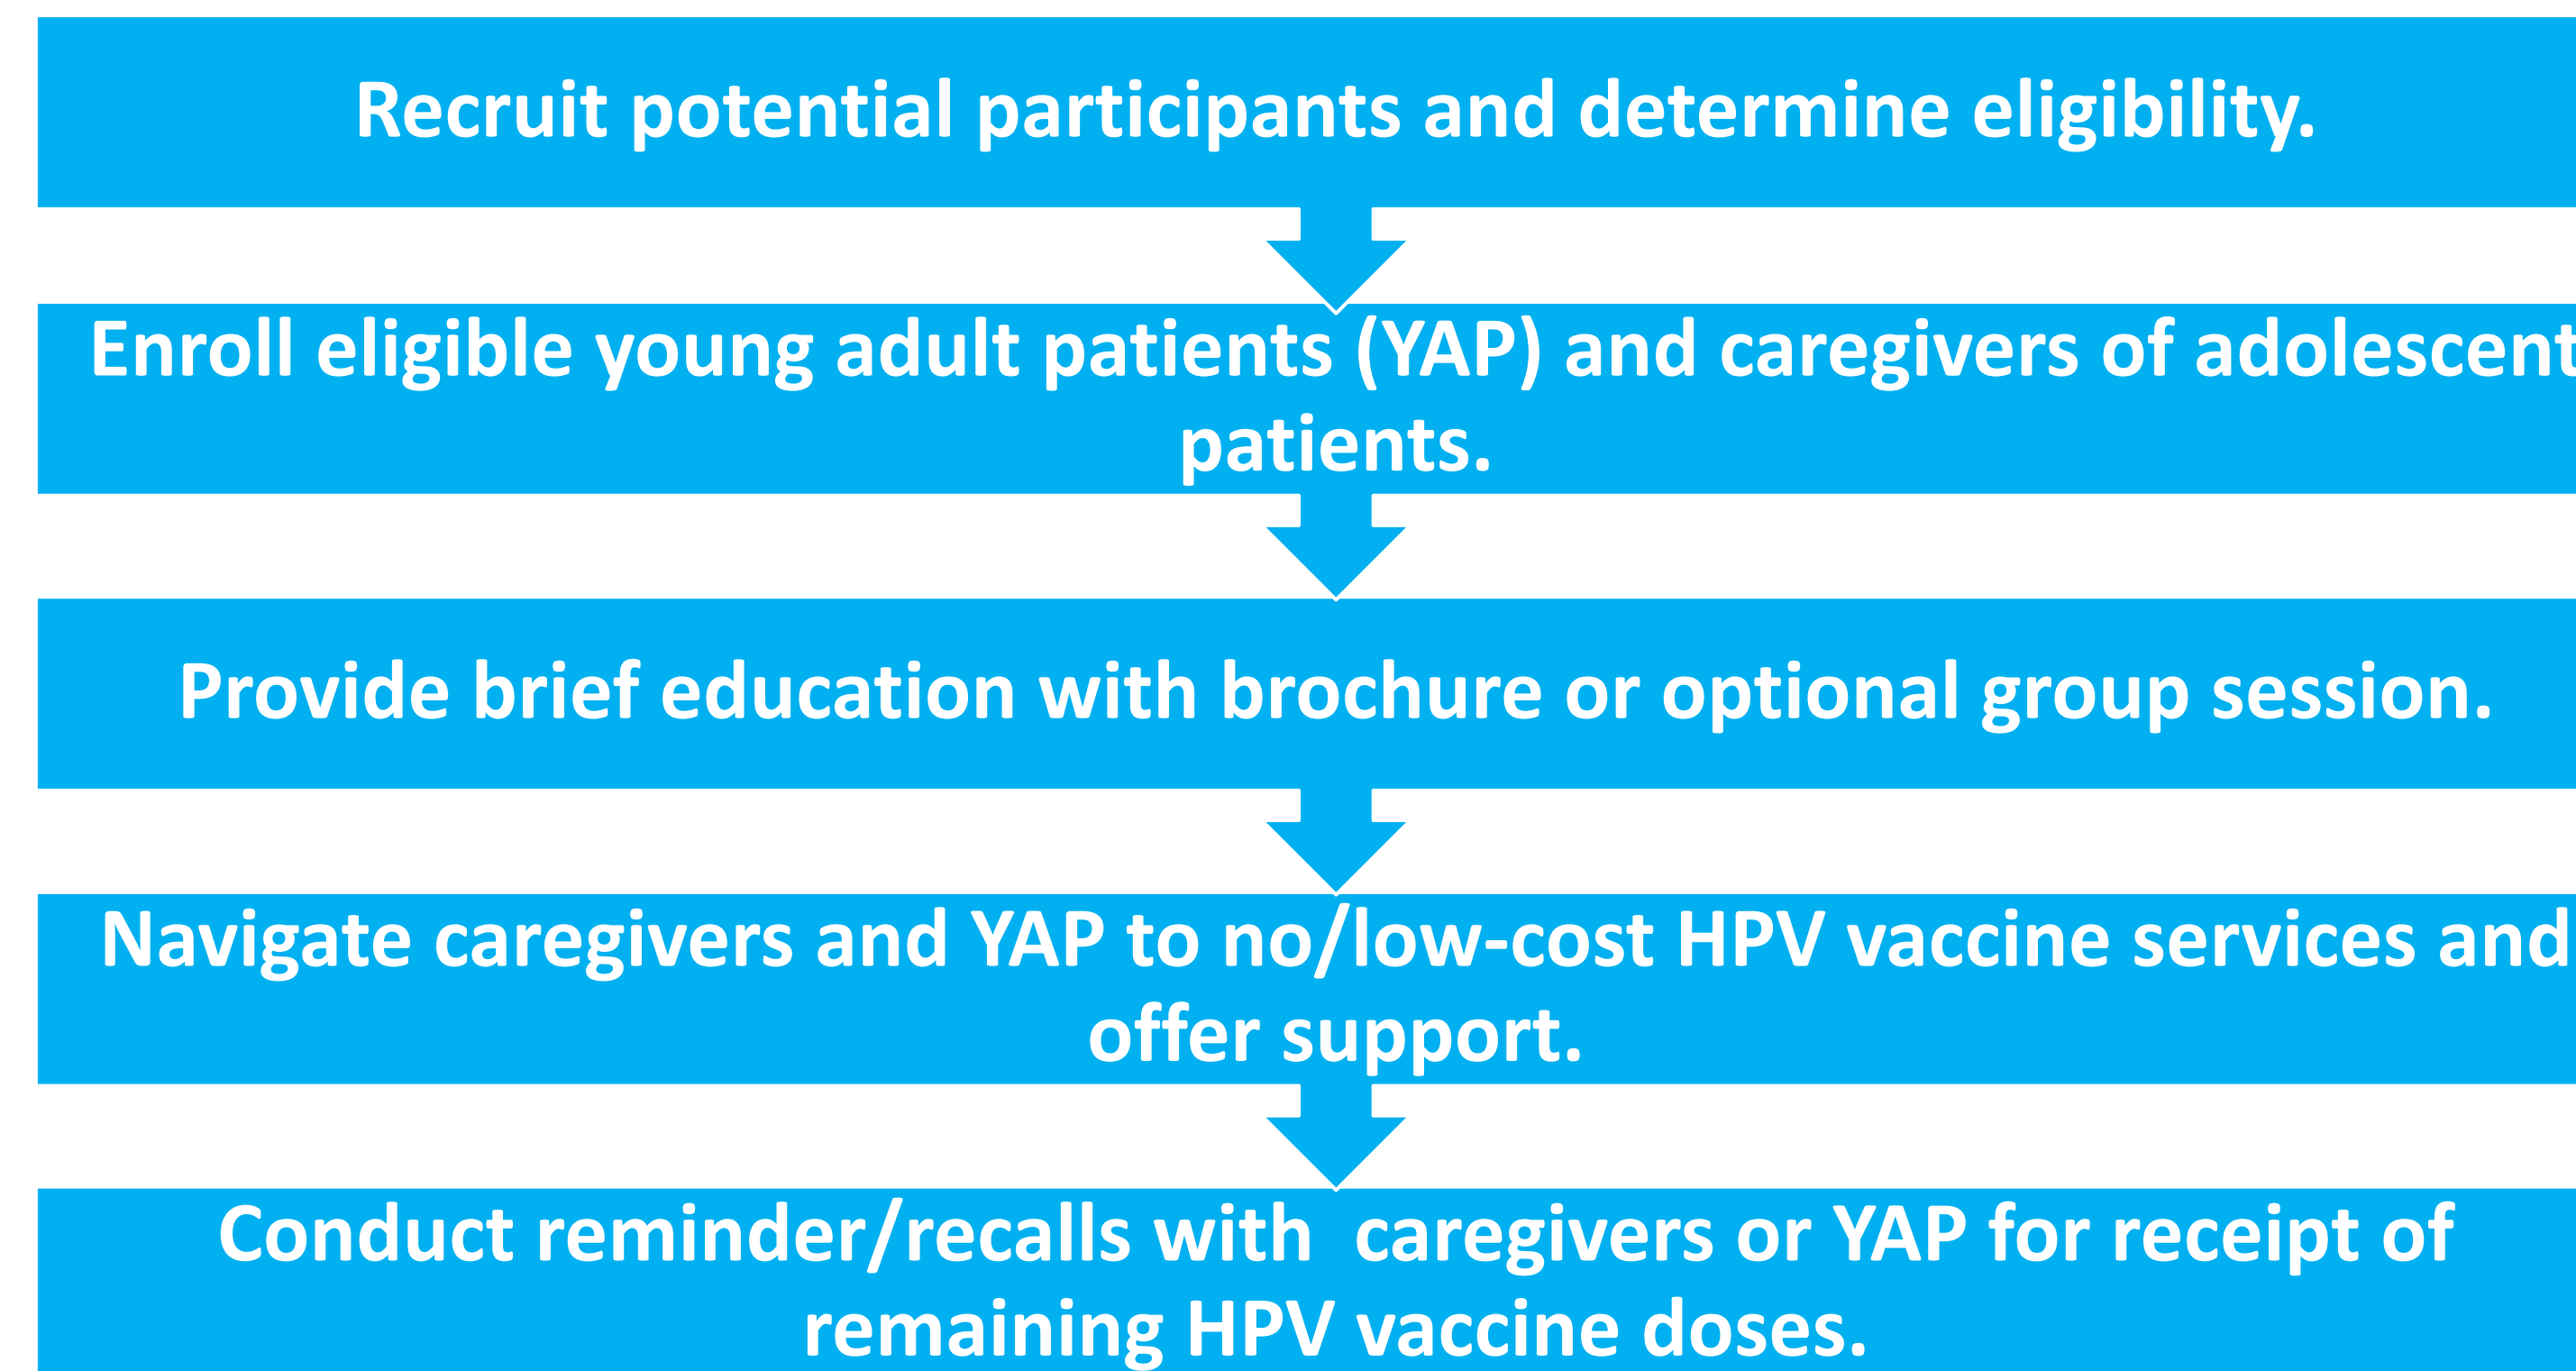 Recruit potential participants and determine eligibility.
Enroll eligible young adult patients (YAP) and caregivers of adolescent
patients.
Provide brief education with brochure or optional group session.
Navigate caregivers and YAP to no/low-cost HPV vaccine services and
offer support.
Conduct reminder/recalls with  caregivers or YAP for receipt of
remaining HPV vaccine doses.